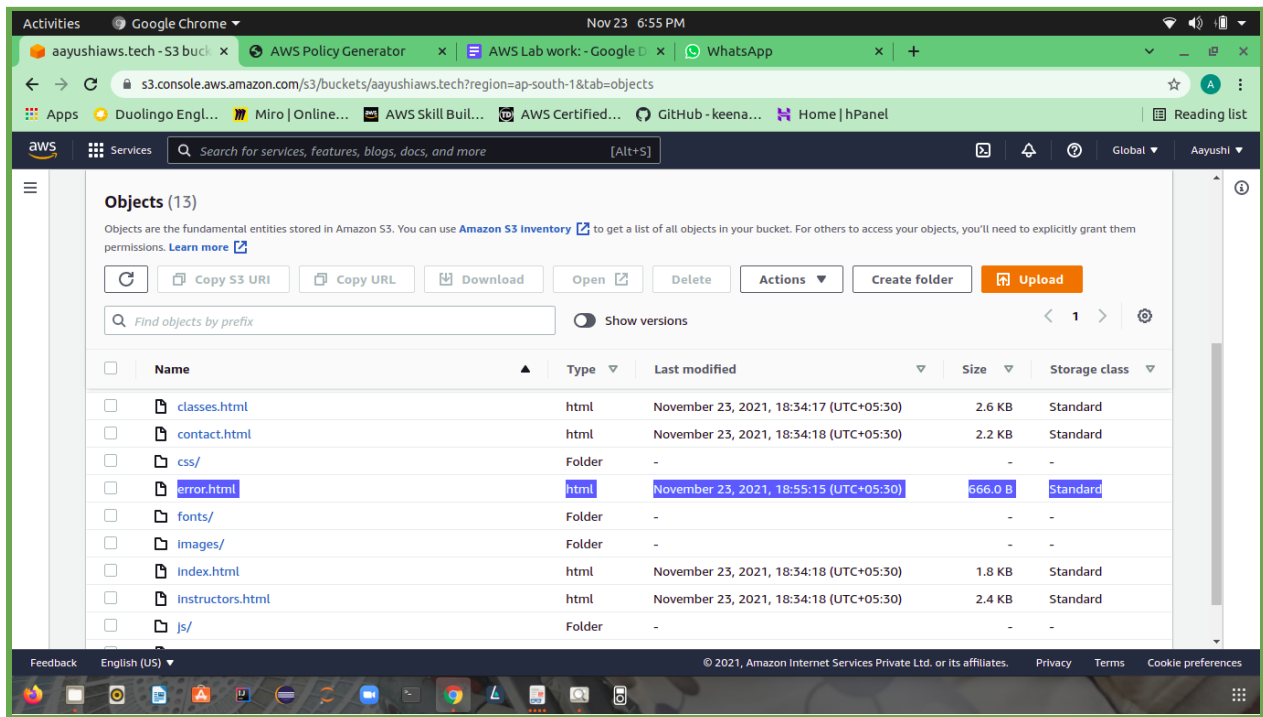 Activities Google Chrome Nov 23 6:55 PM
aayushiaws.tech - S3 buck AWS Policy Generator AWS Lab work: - Google D WhatsApp
s3.console.aws.amazon.com/s3/buckets/aayushiaws.tech?region=ap-south-1&tab=objects A
Apps Duolingo Engl... Miro | Online... AWS Skill Buil... AWS Certified... GitHub - keena... Home | hPanel Reading list
aws Services Search for services, features, blogs, docs, and more [Alt+S] Global Aayushi
Objects (13)
Objects are the fundamental entities stored in Amazon S3. You can use Amazon S3 inventory to get a list of all objects in your bucket. For others to access your objects, you'll need to explicitly grant them
permissions. Learn more
Copy S3 URI Copy URL Download Open Delete Actions Create folder Upload
Find objects by prefix Show versions 1
Name Type Last modified Size Storage class
classes.html html November 23, 2021, 18:34:17 (UTC+05:30) 2.6 KB Standard
contact.html html November 23, 2021, 18:34:18 (UTC+05:30) 2.2 KB Standard
css/ Folder - - -
error.html html November 23, 2021, 18:55:15 (UTC+05:30) 666.0 B Standard
fonts/ Folder - - -
images/ Folder - - -
index.html html November 23, 2021, 18:34:18 (UTC+05:30) 1.8 KB Standard
instructors.html html November 23, 2021, 18:34:18 (UTC+05:30) 2.4 KB Standard
js/ Folder - - -
Feedback English (US) © 2021, Amazon Internet Services Private Ltd. or its affiliates. Privacy Terms Cookie preferences